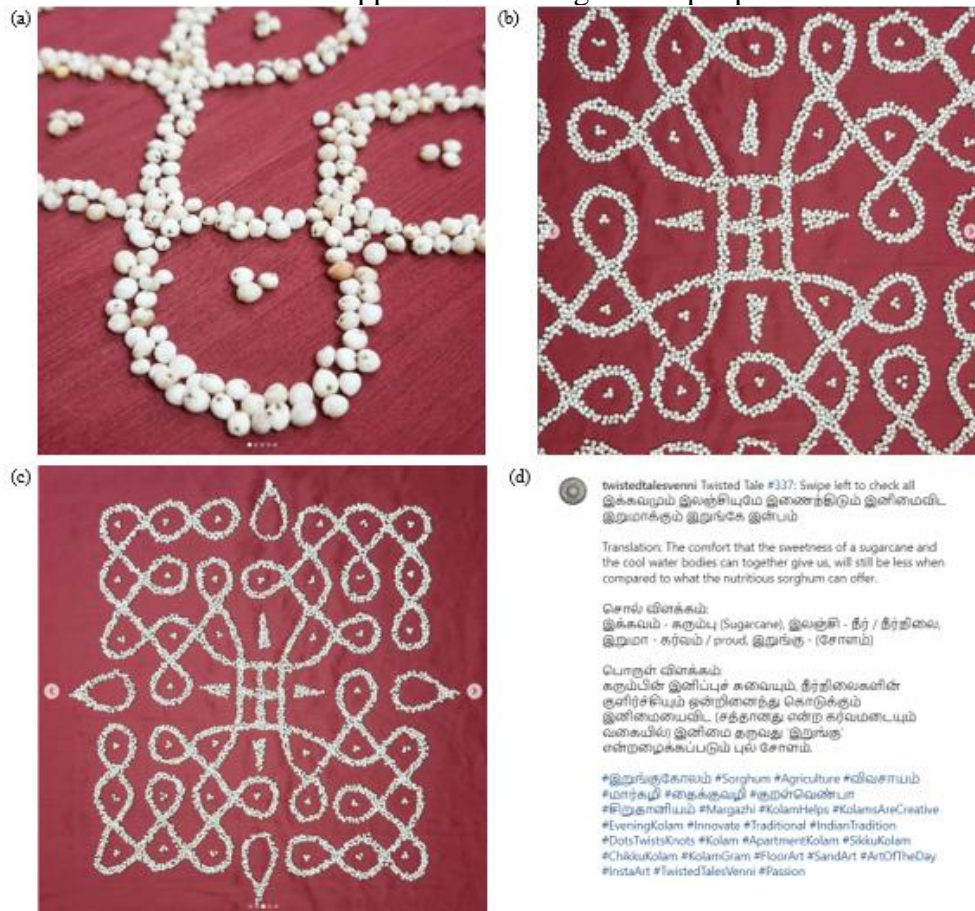 (a)
(b)
(c)
(d)
twistedtalesvenni Twisted Tale #337: Swipe left to check all
இக்கவமும் இலஞ்சியுமே இணைந்திடும் இனிமைவிட
இறுமாக்கும் இறுங்கே இன்பம்
Translation: The comfort that the sweetness of a sugarcane and
the cool water bodies can together give us, will still be less when
compared to what the nutritious sorghum can offer.
சொல் விளக்கம்:
இக்கவம் - கரும்பு (Sugarcane), இலஞ்சி - நீர் / நீர்நிலை,
இறுமா - கர்வம் / proud, இறுங்கு - (சோளம்)
பொருள் விளக்கம்:
கரும்பின் இனிப்புச் சுவையும், நீர்நிலைகளின்
குளிர்ச்சியும் ஒன்றினைந்து கொடுக்கும்
இனிமையைவிட (சத்தானது என்ற கர்வமடையும்
வகையில்) இனிமை தருவது 'இறுங்கு'
என்றழைக்கப்படும் புல் சோளம்.
#இறுங்குகோலம் #Sorghum #Agriculture #விவசாயம்
#மார்கழி #தைக்குவழி #குறள்வெண்பா
#சிறுதானியம் #Margazhi #KolamHelps #KolamsAreCreative
#EveningKolam #Innovate #Traditional #IndianTradition
#DotsTwistsKnots #Kolam #ApartmentKolam #SikkuKolam
#ChikkuKolam #KolamGram #FloorArt #SandArt #ArtOfTheDay
#InstaArt #TwistedTalesVenni #Passion